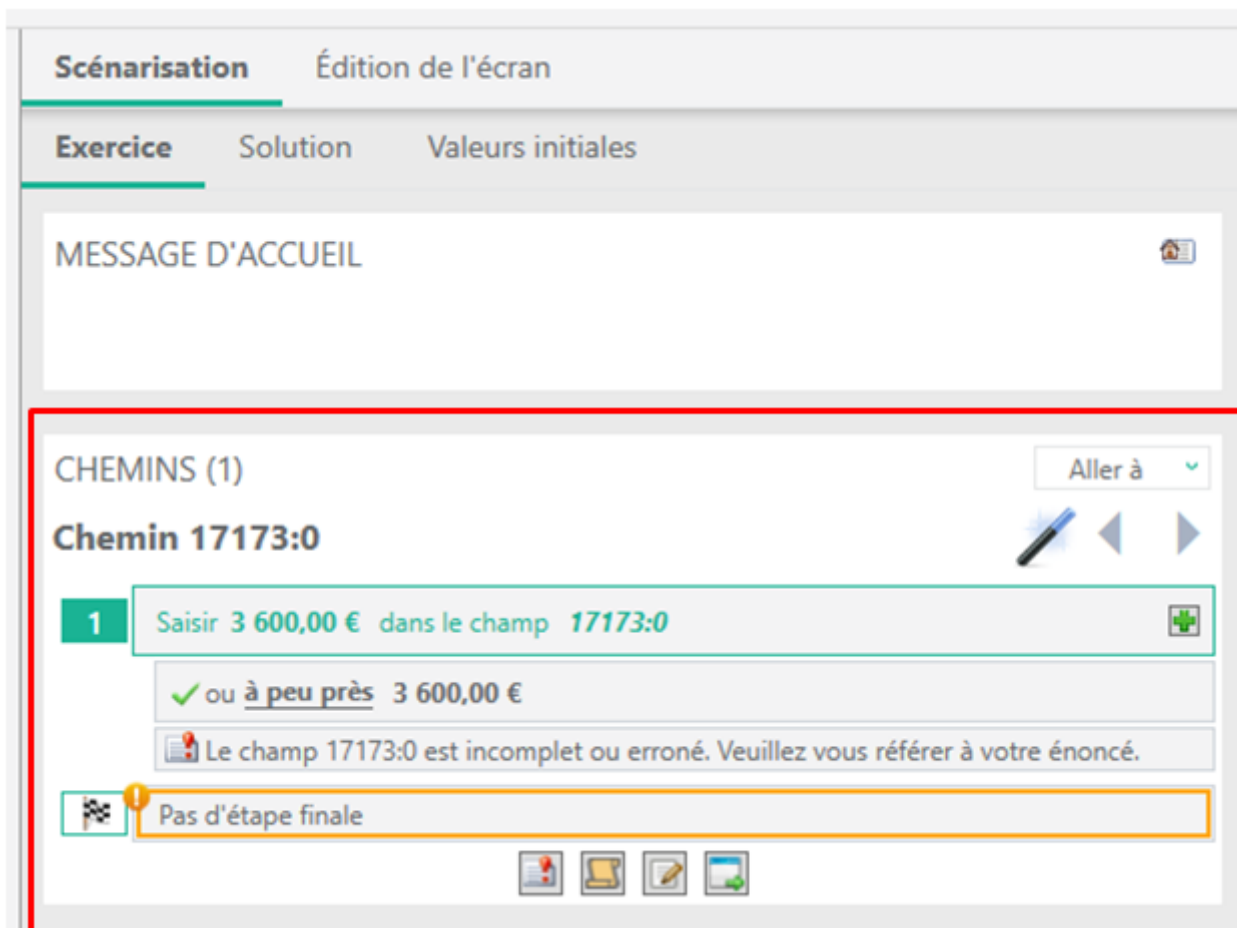 Scénarisation Édition de l'écran
Exercice Solution Valeurs initiales
MESSAGE D'ACCUEIL
CHEMINS (1) Aller à
Chemin 17173:0
1 Saisir 3 600,00 € dans le champ 17173:0
ou à peu près 3 600,00 €
Le champ 17173:0 est incomplet ou erroné. Veuillez vous référer à votre énoncé.
Pas d'étape finale